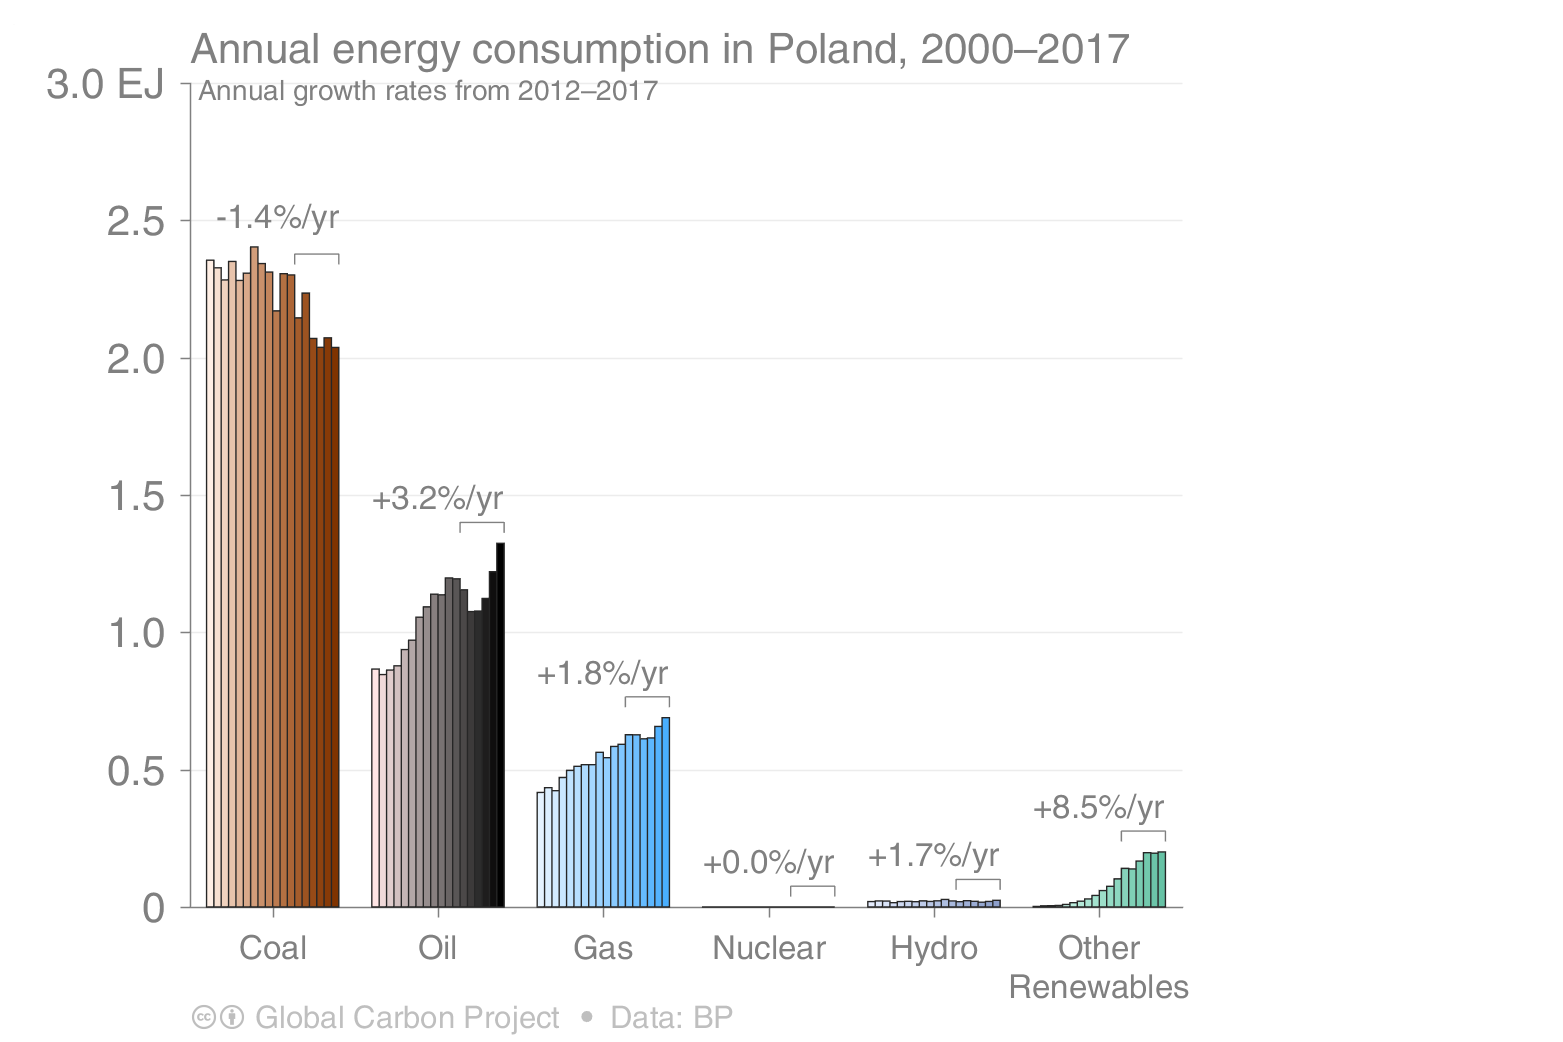 Annual energy consumption in Poland, 2000–2017
3.0 EJ
Annual growth rates from 2012–2017
2.5
-1.4%/yr
2.0
1.5
+3.2%/yr
1.0
+1.8%/yr
0.5
+0.0%/yr
+1.7%/yr
+8.5%/yr
0
Coal
Oil
Gas
Nuclear
Hydro
Other
Renewables
cc Global Carbon Project • Data: BP